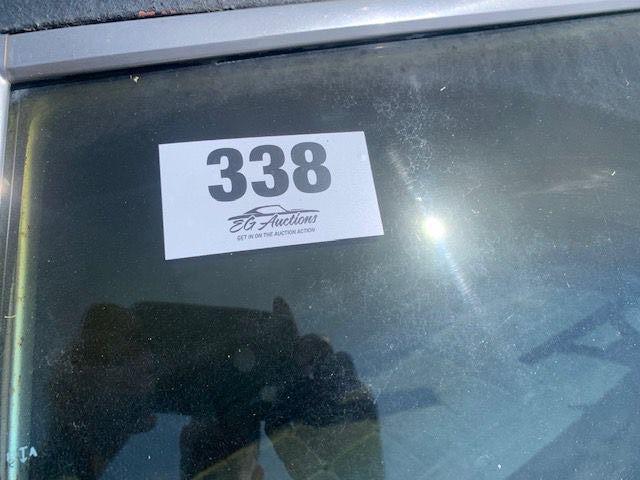 338
EG Auctions
GET IN ON THE AUCTION ACTION